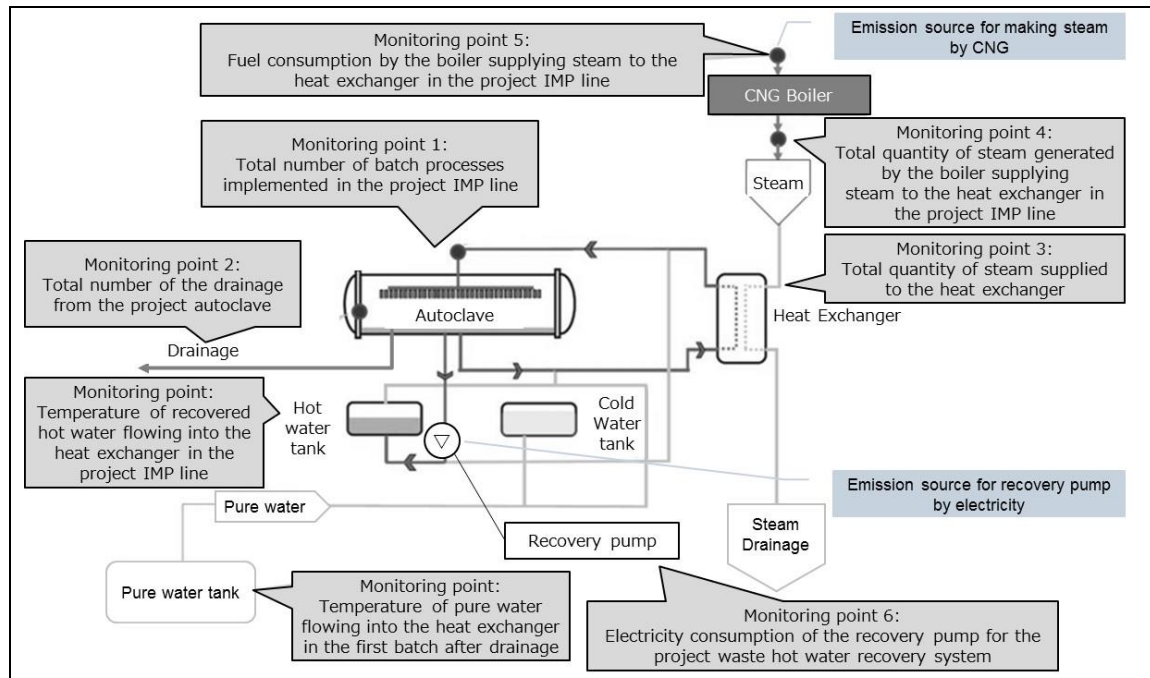 Monitoring point 5:
Fuel consumption by the boiler supplying steam to the
heat exchanger in the project IMP line
Emission source for making steam
by CNG
CNG Boiler
Monitoring point 1:
Total number of batch processes
implemented in the project IMP line
Monitoring point 4:
Total quantity of steam generated
by the boiler supplying
steam to the heat exchanger in
the project IMP line
Steam
Monitoring point 2:
Total number of the drainage
from the project autoclave
Monitoring point 3:
Total quantity of steam supplied
to the heat exchanger
Autoclave
Heat Exchanger
Drainage
Monitoring point:
Temperature of recovered
hot water flowing into the
heat exchanger in the
project IMP line
Hot
water
tank
Cold
Water
tank
Emission source for recovery pump
by electricity
Pure water
Recovery pump
Steam
Drainage
Pure water tank
Monitoring point:
Temperature of pure water
flowing into the heat exchanger
in the first batch after drainage
Monitoring point 6:
Electricity consumption of the recovery pump for the
project waste hot water recovery system